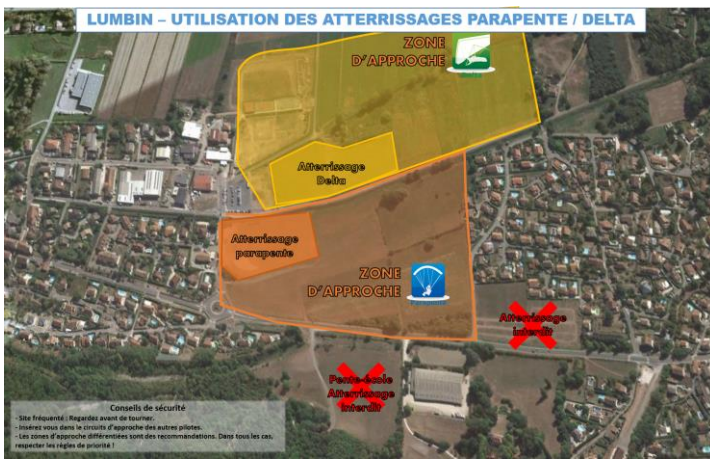 LUMBIN – UTILISATION DES ATTERRISSAGES PARAPENTE / DELTA
ZONE
D'APPROCHE
Atterrissage
Delta
Atterrissage
parapente
ZONE
D'APPROCHE
Atterrissage
interdit
Pente-école
Atterrissage
interdit
Conseils de sécurité
- Site fréquenté : Regardez avant de tourner.
- Insérez vous dans le circuits d'approche des autres pilotes.
- Les zones d'approche différentiées sont des recommandations. Dans tous les cas,
respecter les règles de priorité !